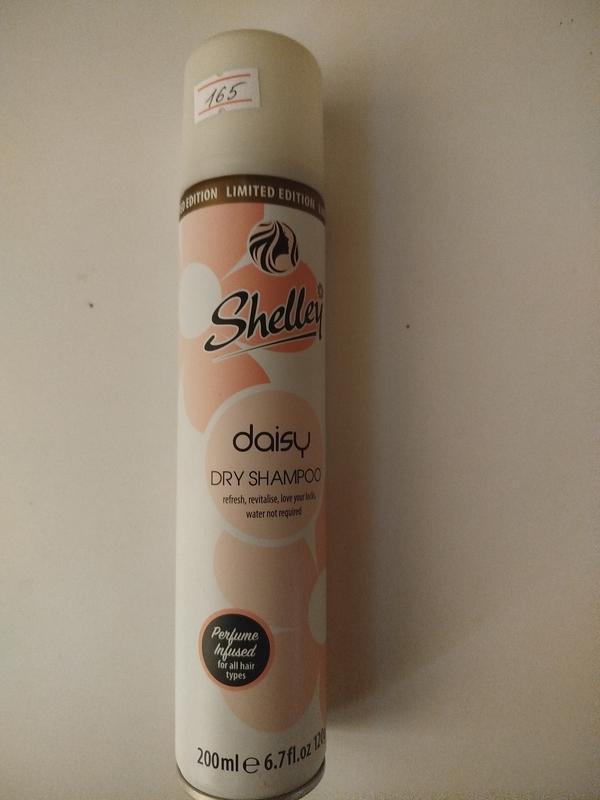 165
LIMITED EDITION
Shelley
daisy
DRY SHAMPOO
refresh, revitalise, love your locks,
water not required
Perfume
Infused
for all hair
types
200ml ℮ 6.7fl.oz